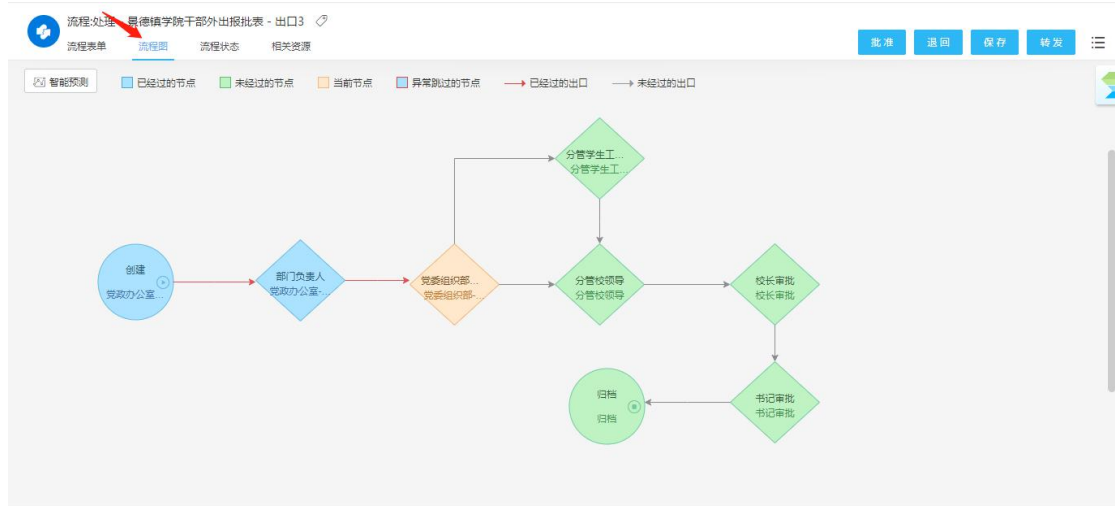 流程:处理 - 景德镇学院干部外出报批表 - 出口3
流程表单 流程图 流程状态 相关资源
批准 退回 保存 转发
智能预测 已经过的节点 未经过的节点 当前节点 异常跳过的节点 已经过的出口 未经过的出口
分管学生工...
分管学生工...
创建
党政办公室...
部门负责人
党政办公室-...
党委组织部...
党委组织部-...
分管校领导
分管校领导
校长审批
校长审批
归档
归档
书记审批
书记审批